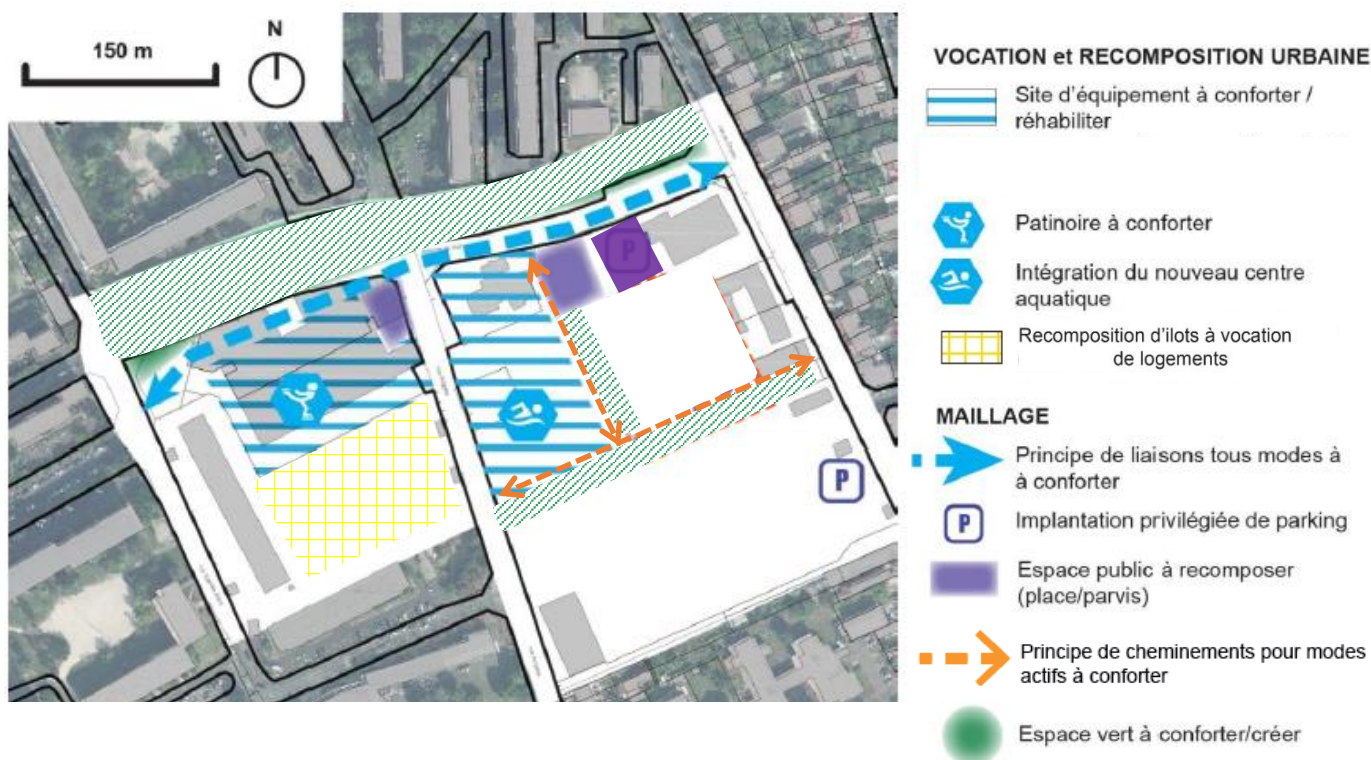 150 m
N
P
P
VOCATION et RECOMPOSITION URBAINE
Site d'équipement à conforter /
réhabiliter
Patinoire à conforter
Intégration du nouveau centre
aquatique
Recomposition d'ilots à vocation
de logements
MAILLAGE
Principe de liaisons tous modes à
à conforter
P
Implantation privilégiée de parking
Espace public à recomposer
(place/parvis)
Principe de cheminements pour modes
actifs à conforter
Espace vert à conforter/créer